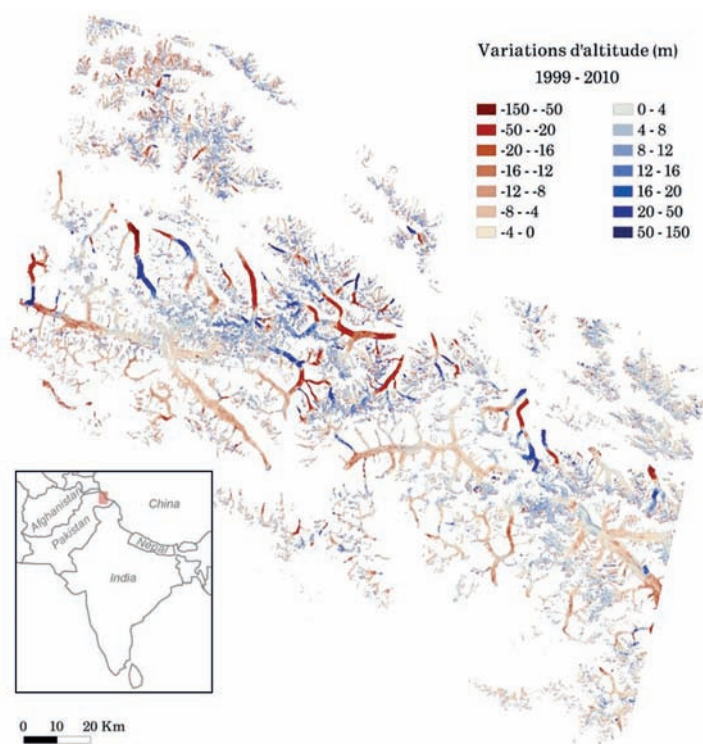 Variations d'altitude (m)
1999 - 2010
-150 - -50
-50 - -20
-20 - -16
-16 - -12
-12 - -8
-8 - -4
-4 - 0
0 - 4
4 - 8
8 - 12
12 - 16
16 - 20
20 - 50
50 - 150
Afghanistan
China
Pakistan
Nepal
India
0 10 20 Km